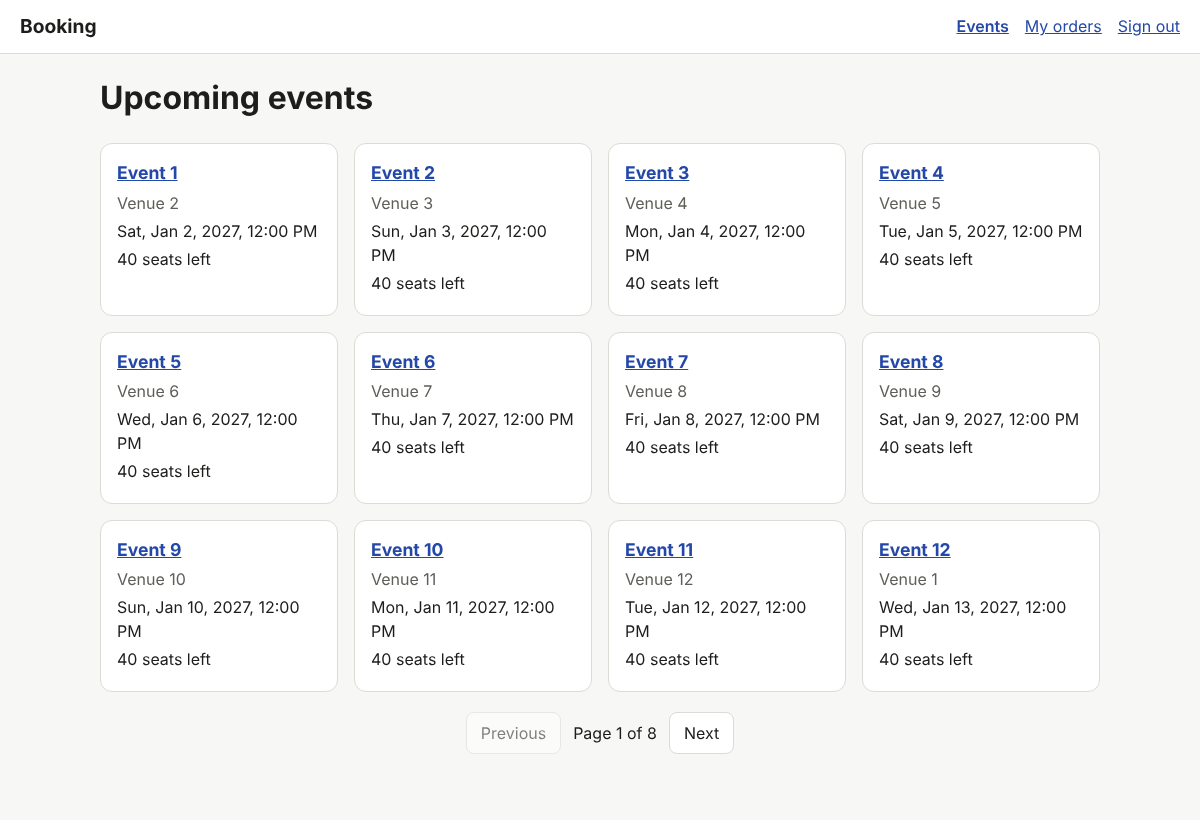 Booking
Events
My orders
Sign out
Upcoming events
Event 1
Venue 2
Sat, Jan 2, 2027, 12:00 PM
40 seats left
Event 2
Venue 3
Sun, Jan 3, 2027, 12:00
PM
40 seats left
Event 3
Venue 4
Mon, Jan 4, 2027, 12:00
PM
40 seats left
Event 4
Venue 5
Tue, Jan 5, 2027, 12:00 PM
40 seats left
Event 5
Venue 6
Wed, Jan 6, 2027, 12:00
PM
40 seats left
Event 6
Venue 7
Thu, Jan 7, 2027, 12:00 PM
40 seats left
Event 7
Venue 8
Fri, Jan 8, 2027, 12:00 PM
40 seats left
Event 8
Venue 9
Sat, Jan 9, 2027, 12:00 PM
40 seats left
Event 9
Venue 10
Sun, Jan 10, 2027, 12:00
PM
40 seats left
Event 10
Venue 11
Mon, Jan 11, 2027, 12:00
PM
40 seats left
Event 11
Venue 12
Tue, Jan 12, 2027, 12:00
PM
40 seats left
Event 12
Venue 1
Wed, Jan 13, 2027, 12:00
PM
40 seats left
Previous
Page 1 of 8
Next